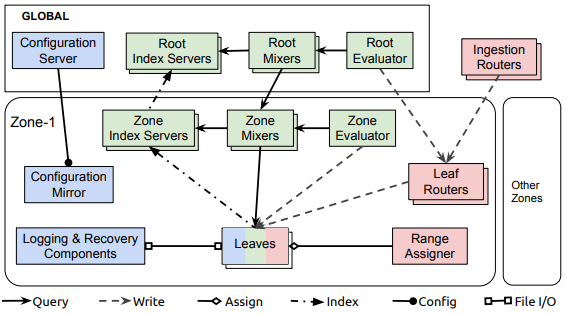 GLOBAL
Configuration
Server
Root
Index Servers
Root
Mixers
Root
Evaluator
Ingestion
Routers
Zone-1
Zone
Index Servers
Zone
Mixers
Zone
Evaluator
Configuration
Mirror
Leaf
Routers
Other
Zones
Logging & Recovery
Components
Leaves
Range
Assigner
Query
Write
Assign
Index
Config
File I/O